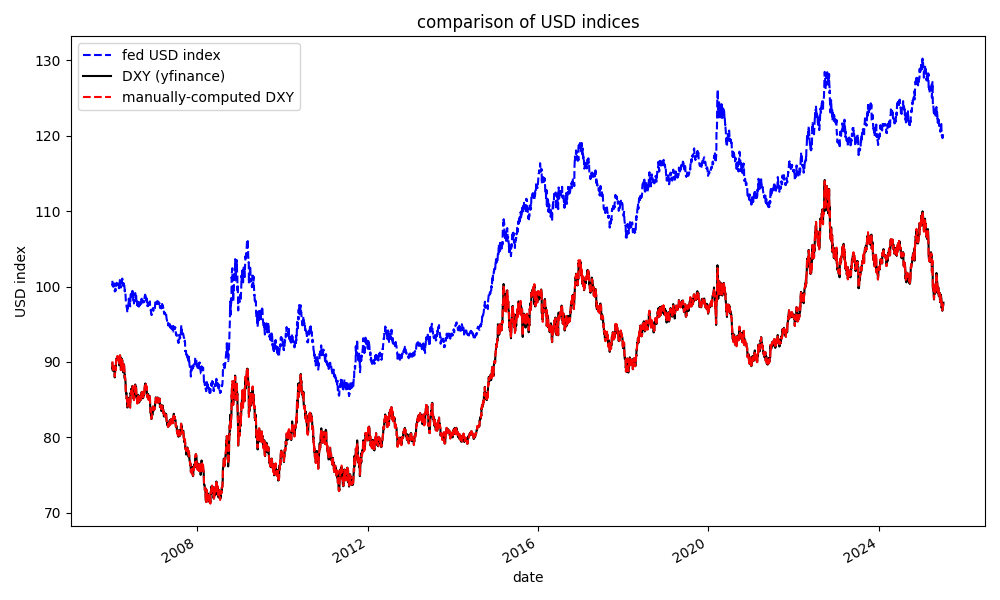 comparison of USD indices
fed USD index
DXY (yfinance)
manually-computed DXY
USD index
130
120
110
100
90
80
70
2008
2012
2016
2020
2024
date